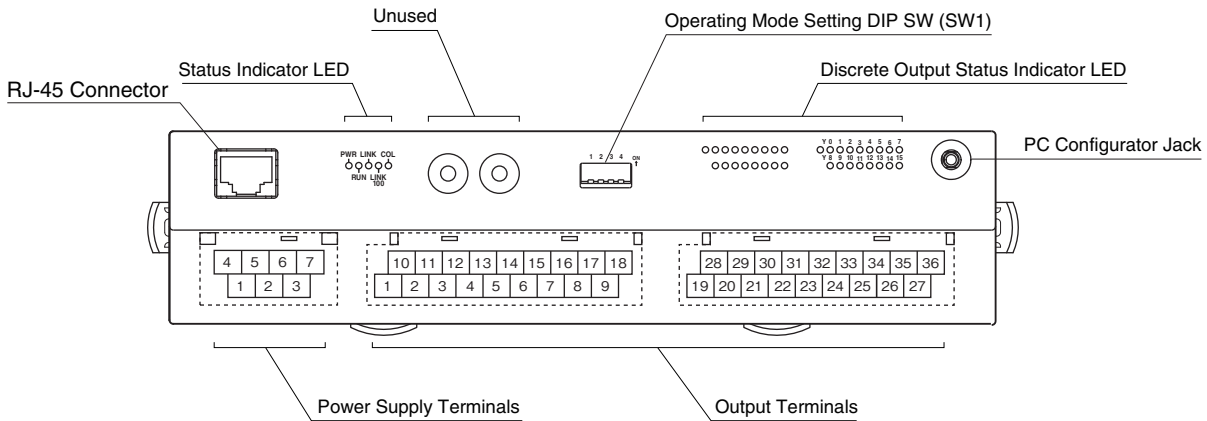 Unused
Operating Mode Setting DIP SW (SW1)
Status Indicator LED
Discrete Output Status Indicator LED
RJ-45 Connector
PC Configurator Jack
PWR LINK COL
RUN LINK
100
1 2 3 4 ON
Y 0 1 2 3 4 5 6 7
Y 8 9 10 11 12 13 14 15
4 5 6 7
1 2 3
10 11 12 13 14 15 16 17 18
1 2 3 4 5 6 7 8 9
28 29 30 31 32 33 34 35 36
19 20 21 22 23 24 25 26 27
Power Supply Terminals
Output Terminals